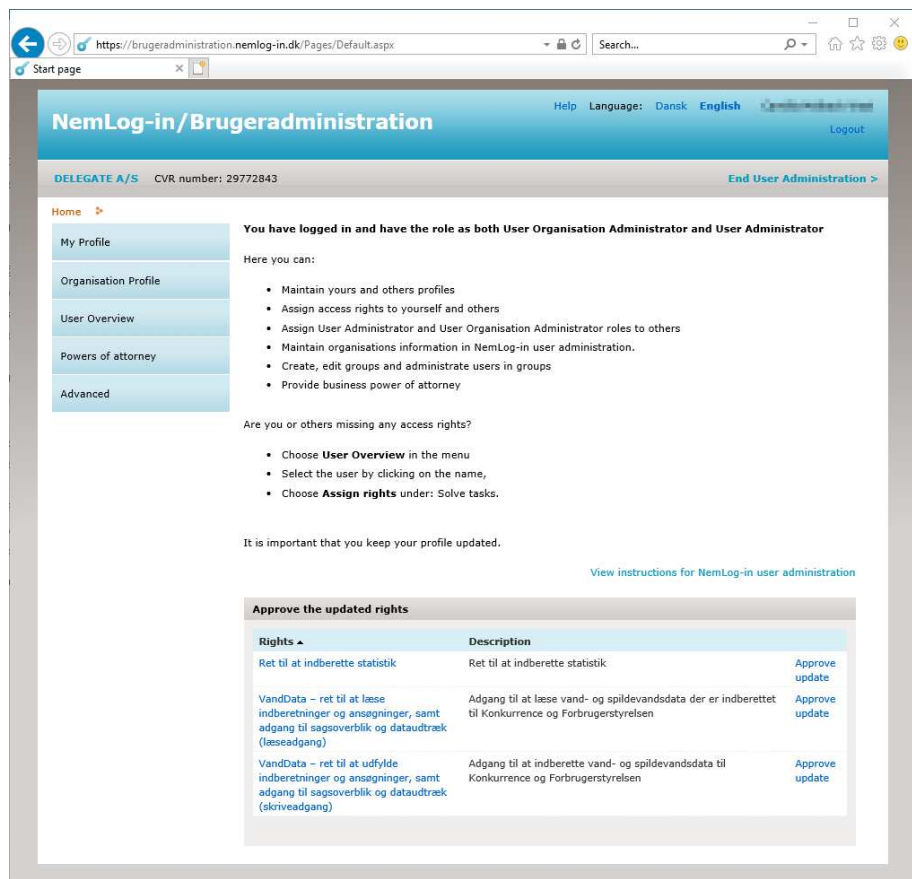 https://brugeradministration.nemlog-in.dk/Pages/Default.aspx
Search...
Start page
Help Language: Dansk English
NemLog-in/Brugeradministration
Logout
DELEGATE A/S CVR number: 29772843
End User Administration >
Home
My Profile
Organisation Profile
User Overview
Powers of attorney
Advanced
You have logged in and have the role as both User Organisation Administrator and User Administrator
Here you can:
• Maintain yours and others profiles
• Assign access rights to yourself and others
• Assign User Administrator and User Organisation Administrator roles to others
• Maintain organisations information in NemLog-in user administration.
• Create, edit groups and administrate users in groups
• Provide business power of attorney
Are you or others missing any access rights?
• Choose User Overview in the menu
• Select the user by clicking on the name,
• Choose Assign rights under: Solve tasks.
It is important that you keep your profile updated.
View instructions for NemLog-in user administration
Approve the updated rights
Rights Description
Ret til at indberette statistik Ret til at indberette statistik Approve
update
VandData – ret til at læse Adgang til at læse vand- og spildevandsdata der er indberettet Approve
indberetninger og ansøgninger, samt til Konkurrence og Forbrugerstyrelsen update
adgang til sagsoverblik og dataudtræk
(læseadgang)
VandData – ret til at udfylde Adgang til at indberette vand- og spildevandsdata til Approve
indberetninger og ansøgninger, samt Konkurrence og Forbrugerstyrelsen update
adgang til sagsoverblik og dataudtræk
(skriveadgang)